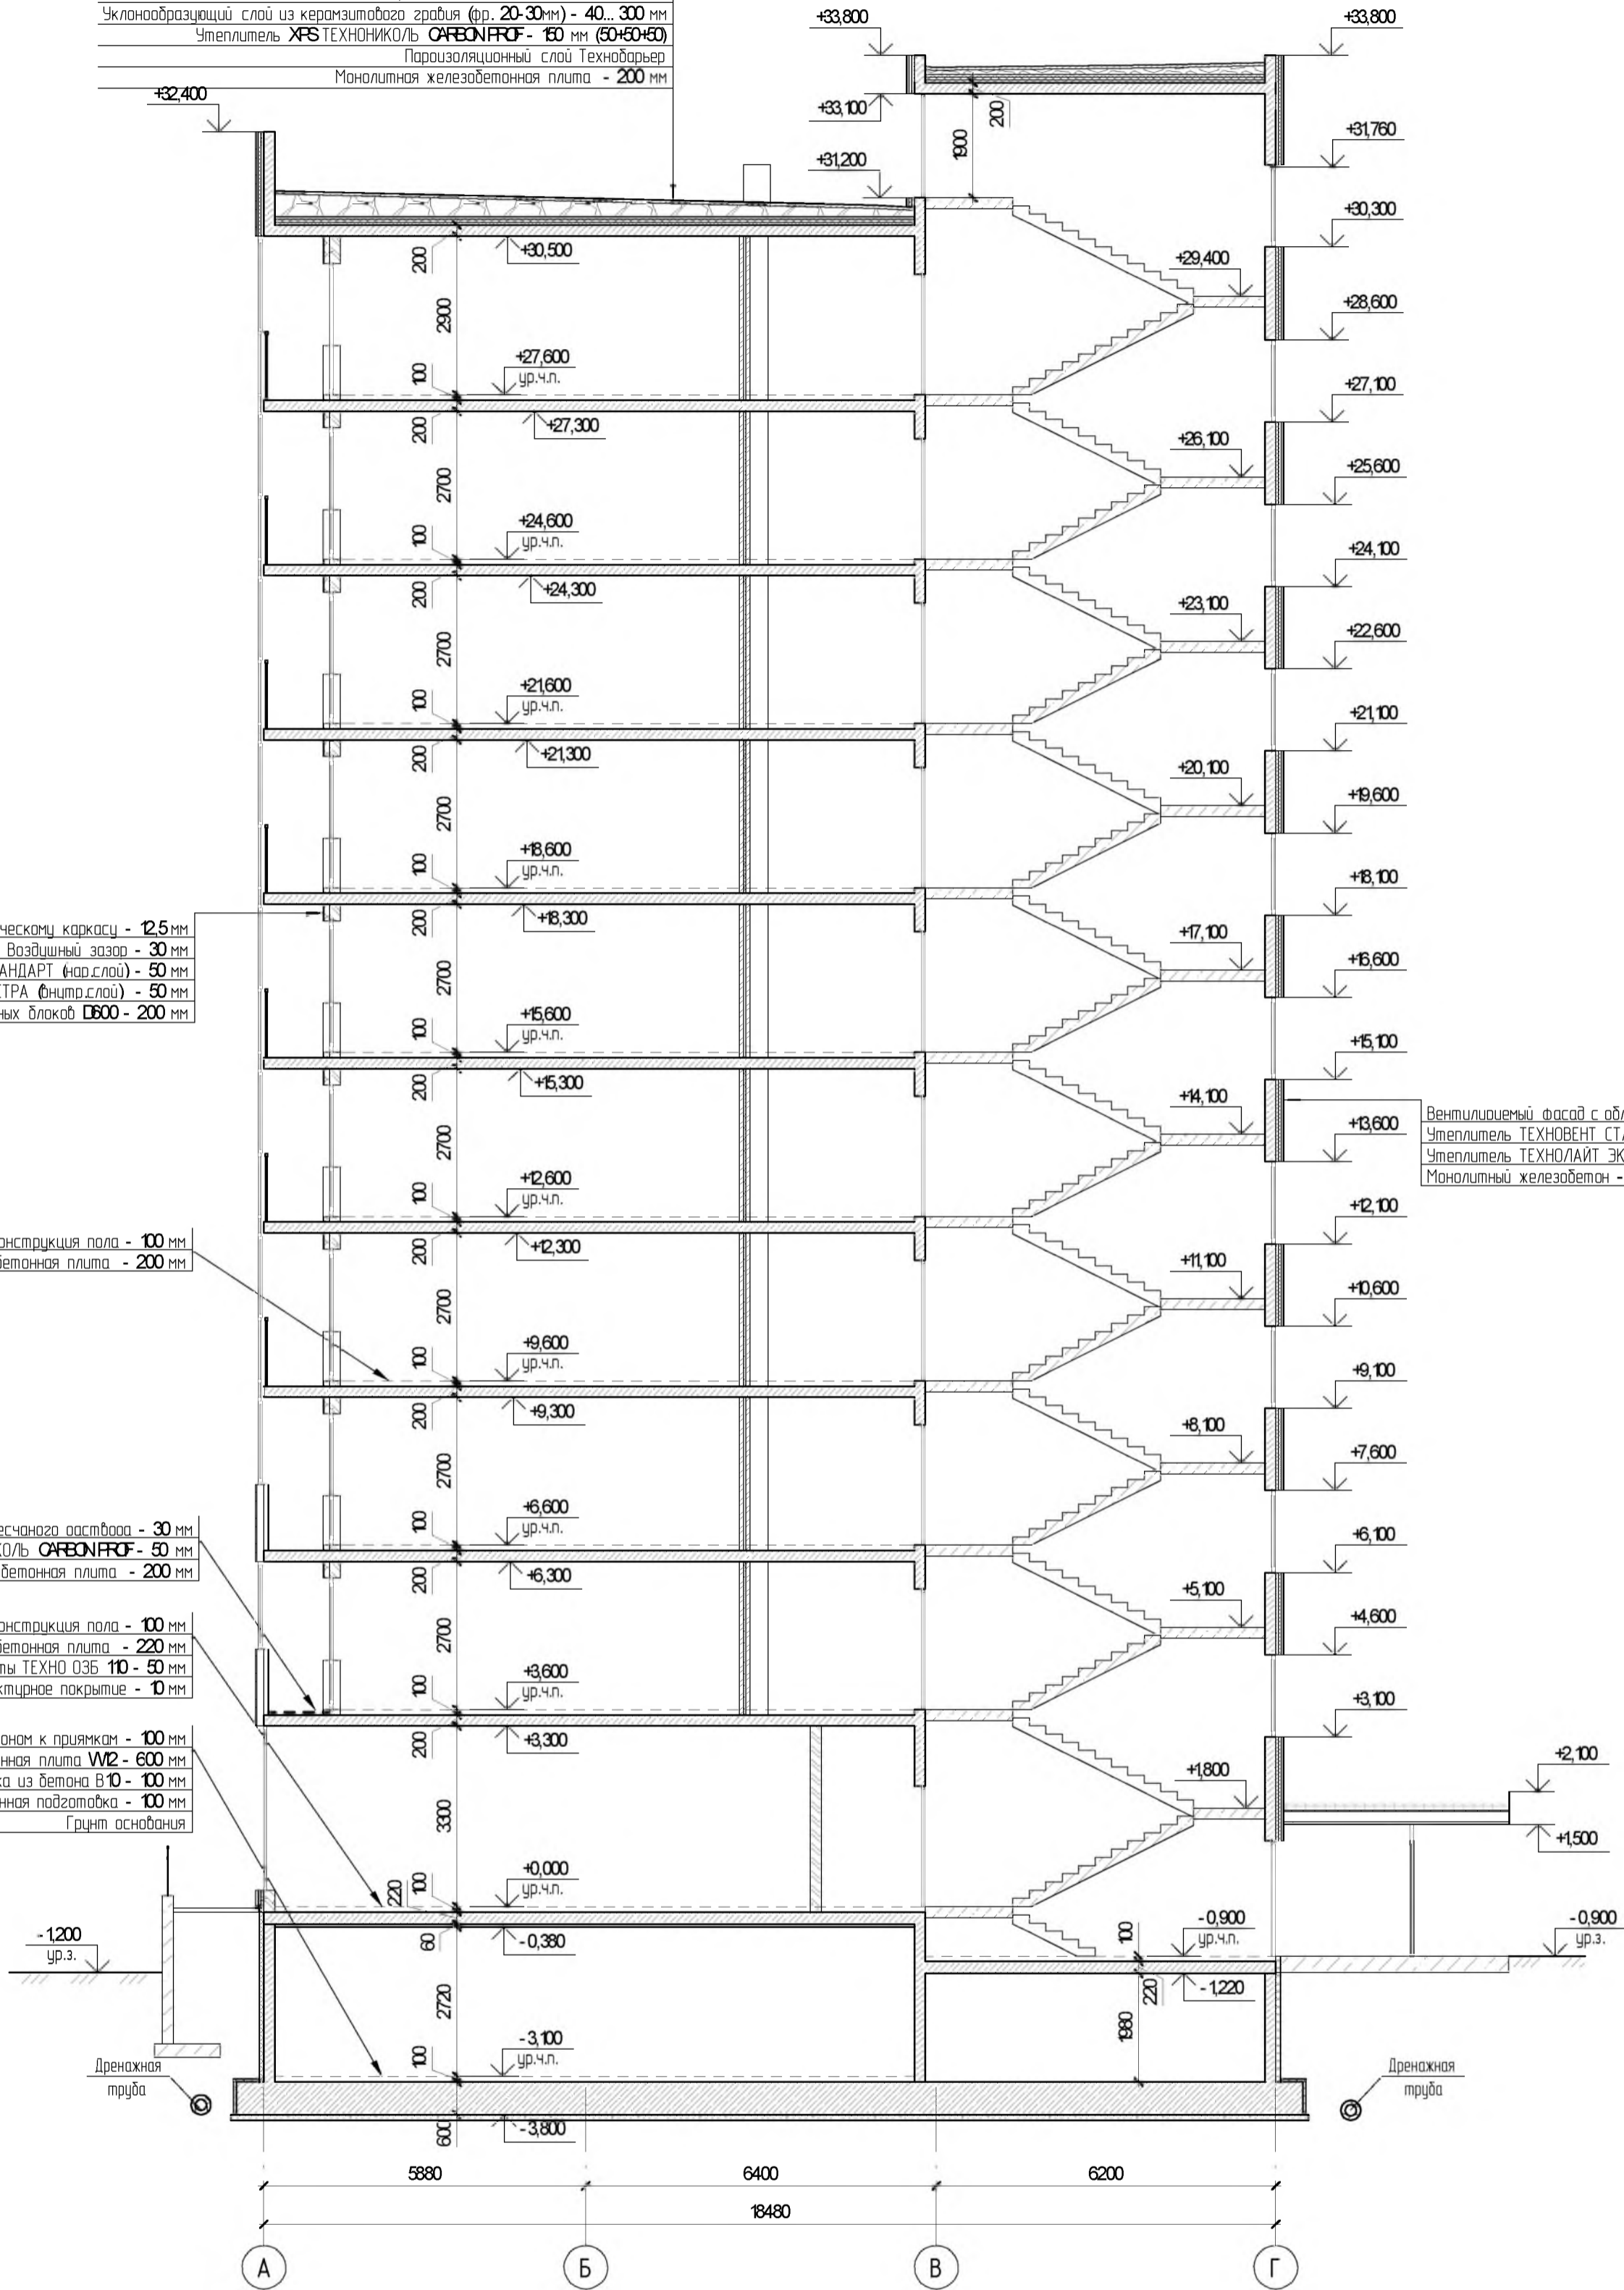 Уклонообразующий слой из керамзитового гравия (фр. 20-30мм) - 40... 300 мм
Утеплитель XPS ТЕХНОНИКОЛЬ CARBON PROF - 150 мм (50+50+50)
Пароизоляционный слой Технобарьер
Монолитная железобетонная плита - 200 мм
+33,800
+33,800
+32,400
+33,100
200
+31,760
1900
+31,200
+30,300
+30,500
200
+29,400
+28,600
2900
+27,600
ур.ч.п.
100
+27,100
200
+27,300
+26,100
+25,600
2700
+24,600
ур.ч.п.
100
+24,100
200
+24,300
+23,100
+22,600
2700
+21,600
ур.ч.п.
100
+21,100
200
+21,300
+20,100
+19,600
2700
+18,600
ур.ч.п.
100
+18,100
200
+18,300
ческому каркасу - 12,5 мм
Воздушный зазор - 30 мм
АНДАРТ (нар.слой) - 50 мм
ТРА (внутр.слой) - 50 мм
ных блоков D600 - 200 мм
+17,100
+16,600
2700
+15,600
ур.ч.п.
100
+15,100
200
+15,300
+14,100
+13,600
Вентилируемый фасад с обл
Утеплитель ТЕХНОВЕНТ СТА
Утеплитель ТЕХНОЛАЙТ ЭК
Монолитный железобетон -
2700
+12,600
ур.ч.п.
100
+12,100
200
+12,300
онструкция пола - 100 мм
бетонная плита - 200 мм
+11,100
+10,600
2700
+9,600
ур.ч.п.
100
+9,100
200
+9,300
+8,100
+7,600
2700
+6,600
ур.ч.п.
100
+6,100
200
+6,300
есчаного раствора - 30 мм
КОЛЬ CARBON PROF - 50 мм
бетонная плита - 200 мм
+5,100
+4,600
2700
онструкция пола - 100 мм
бетонная плита - 220 мм
ты ТЕХНО ОЗБ 110 - 50 мм
ктурное покрытие - 10 мм
+3,600
ур.ч.п.
100
+3,100
200
+3,300
оном к приямкам - 100 мм
нная плита W12 - 600 мм
ка из бетона В10 - 100 мм
нная подготовка - 100 мм
Грунт основания
+1,800
+2,100
+1,500
3300
+0,000
ур.ч.п.
220
100
60
-0,380
-1,200
ур.з.
100
-0,900
ур.ч.п.
-0,900
ур.з.
220
-1,220
2720
1980
-3,100
ур.ч.п.
100
Дренажная
труба
Дренажная
труба
600
-3,800
5880
6400
6200
18480
А
Б
В
Г